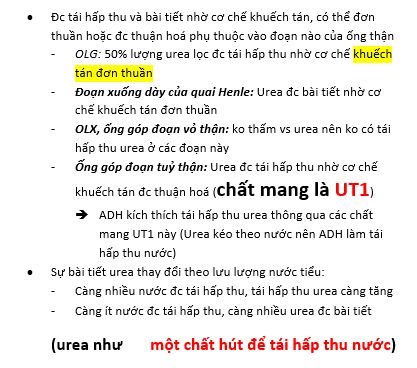 • Đc tái hấp thu và bài tiết nhờ cơ chế khuếch tán, có thể đơn
thuần hoặc đc thuận hoá phụ thuộc vào đoạn nào của ống thận
- OLG: 50% lượng urea lọc đc tái hấp thu nhờ cơ chế khuếch
tán đơn thuần
- Đoạn xuống dày của quai Henle: Urea đc bài tiết nhờ cơ
chế khuếch tán đơn thuần
- OLX, ống góp đoạn vỏ thận: ko thấm vs urea nên ko có tái
hấp thu urea ở các đoạn này
- Ống góp đoạn tuỷ thận: Urea đc tái hấp thu nhờ cơ chế
khuếch tán đc thuận hoá (chất mang là UT1)
➔ ADH kích thích tái hấp thu urea thông qua các chất
mang UT1 này (Urea kéo theo nước nên ADH làm tái
hấp thu nước)
• Sự bài tiết urea thay đổi theo lưu lượng nước tiểu:
- Càng nhiều nước đc tái hấp thu, tái hấp thu urea càng tăng
- Càng ít nước đc tái hấp thu, càng nhiều urea đc bài tiết
(urea như một chất hút để tái hấp thu nước)